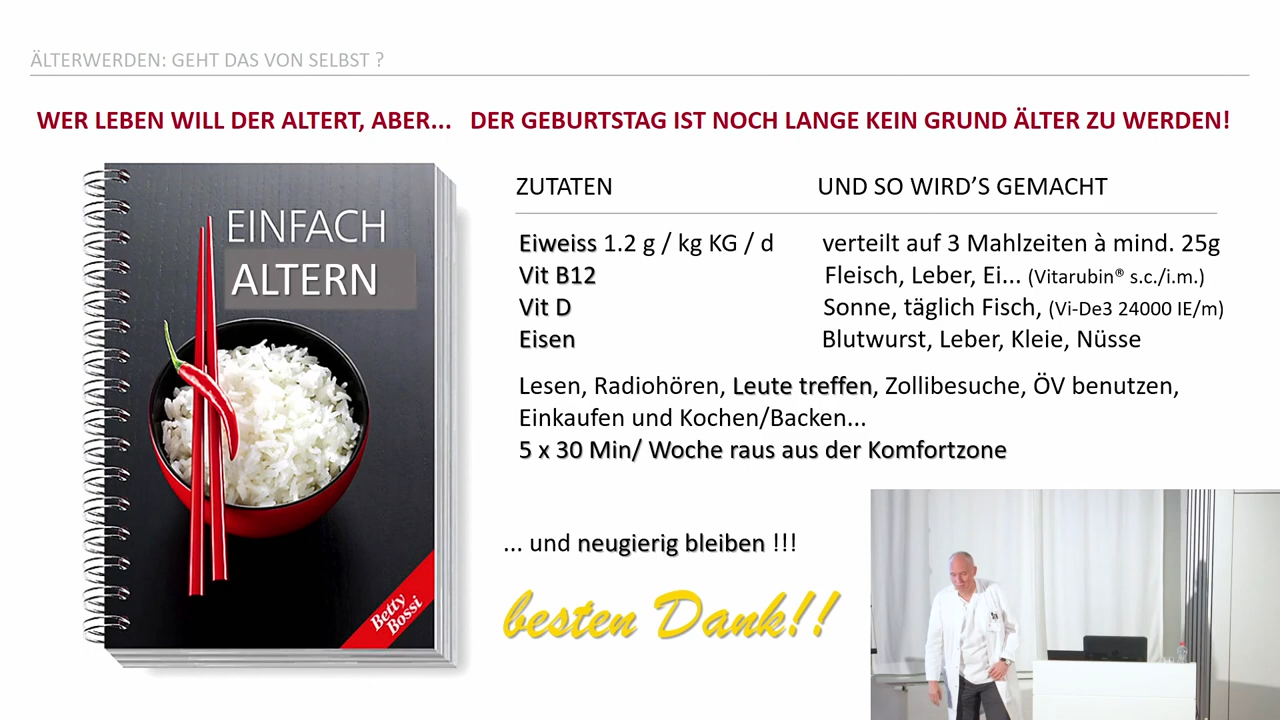 ÄLTERWERDEN: GEHT DAS VON SELBST ?
WER LEBEN WILL DER ALTERT, ABER... DER GEBURTSTAG IST NOCH LANGE KEIN GRUND ÄLTER ZU WERDEN!
EINFACH
ALTERN
Betty
Bossi
ZUTATEN UND SO WIRD'S GEMACHT
Eiweiss 1.2 g / kg KG / d verteilt auf 3 Mahlzeiten à mind. 25g
Vit B12 Fleisch, Leber, Ei... (Vitarubin® s.c./i.m.)
Vit D Sonne, täglich Fisch, (Vi-De3 24000 IE/m)
Eisen Blutwurst, Leber, Kleie, Nüsse
Lesen, Radiohören, Leute treffen, Zollibesuche, ÖV benutzen,
Einkaufen und Kochen/Backen...
5 x 30 Min/ Woche raus aus der Komfortzone
... und neugierig bleiben !!!
besten Dank!!